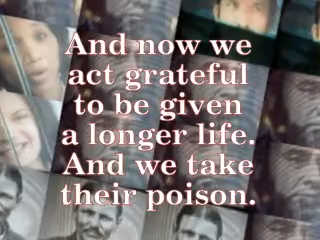 And now we
act grateful
to be given
a longer life.
And we take
their poison.